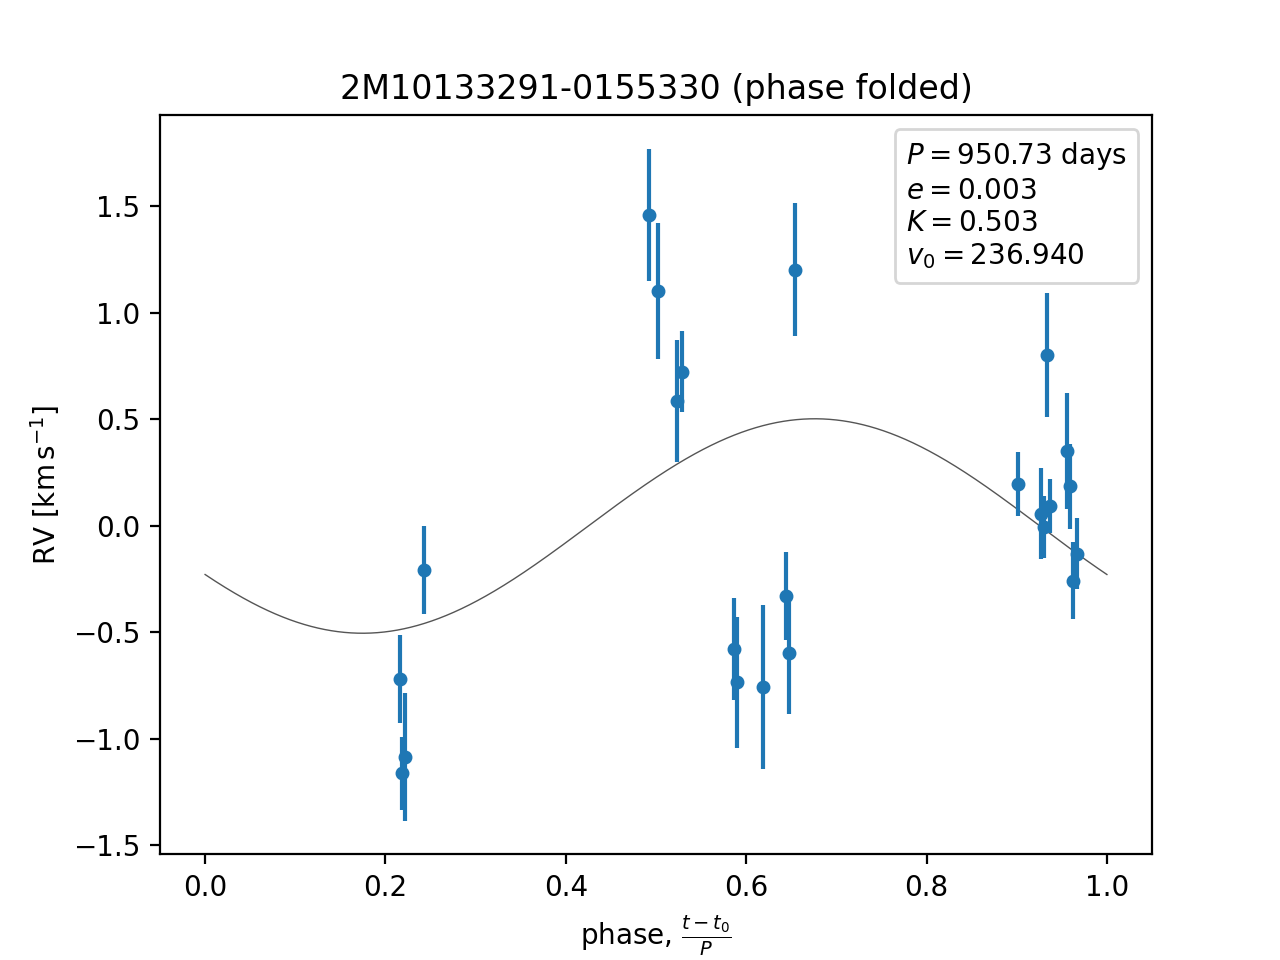 2M10133291-0155330 (phase folded)
P = 950.73 days
e = 0.003
K = 0.503
v₀ = 236.940
RV [km s⁻¹]
1.5
1.0
0.5
0.0
−0.5
−1.0
−1.5
0.0 0.2 0.4 0.6 0.8 1.0
phase, (t − t₀)/P